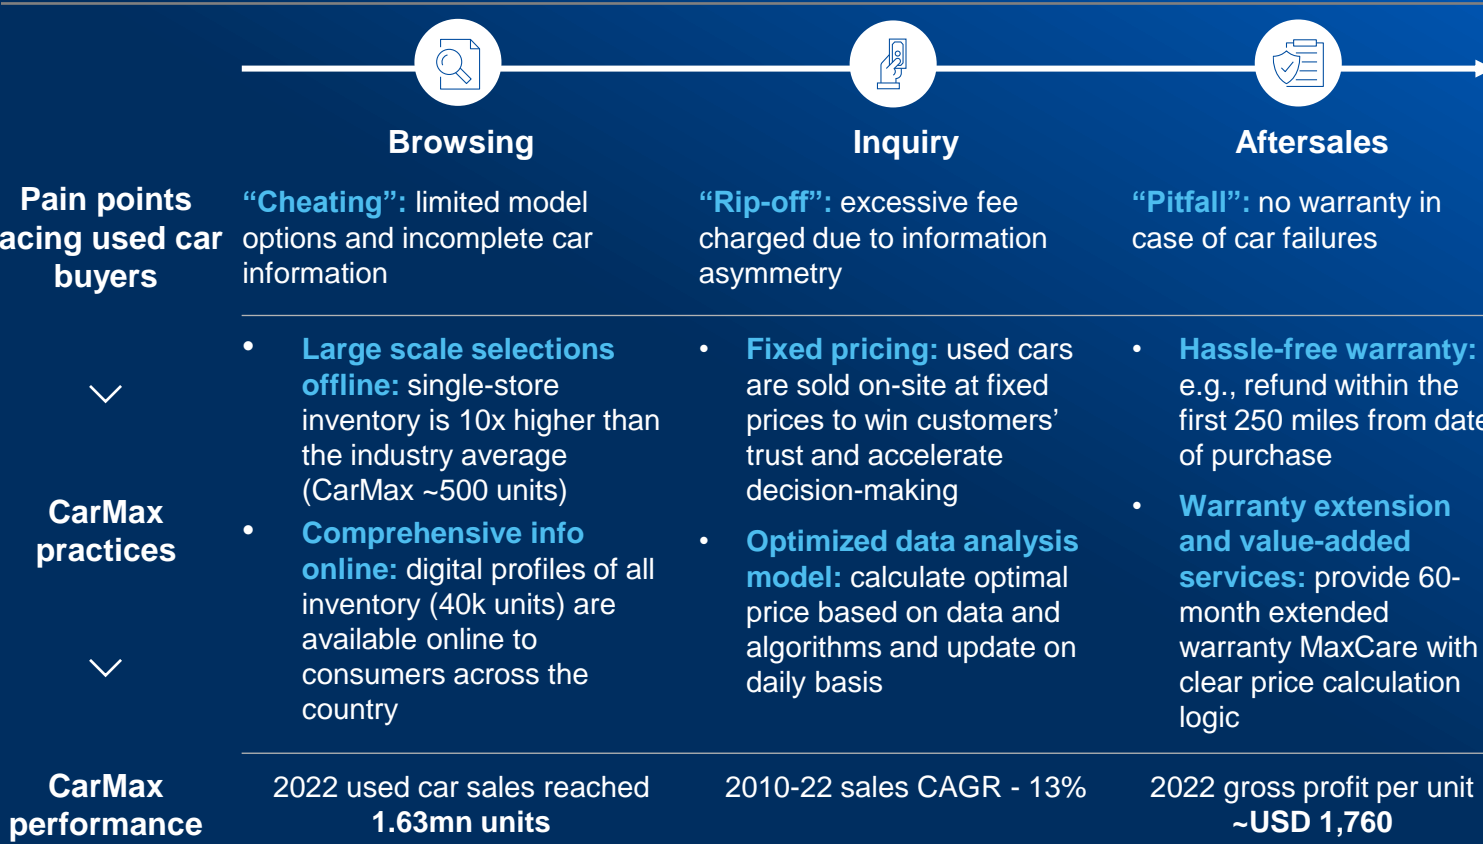 Browsing
Inquiry
Aftersales
Pain points
acing used car
buyers
“Cheating”: limited model
options and incomplete car
information
“Rip-off”: excessive fee
charged due to information
asymmetry
“Pitfall”: no warranty in
case of car failures
CarMax
practices
• Large scale selections
offline: single-store
inventory is 10x higher than
the industry average
(CarMax ~500 units)
• Comprehensive info
online: digital profiles of all
inventory (40k units) are
available online to
consumers across the
country
• Fixed pricing: used cars
are sold on-site at fixed
prices to win customers’
trust and accelerate
decision-making
• Optimized data analysis
model: calculate optimal
price based on data and
algorithms and update on
daily basis
• Hassle-free warranty:
e.g., refund within the
first 250 miles from date
of purchase
• Warranty extension
and value-added
services: provide 60-
month extended
warranty MaxCare with
clear price calculation
logic
CarMax
performance
2022 used car sales reached
1.63mn units
2010-22 sales CAGR - 13%
2022 gross profit per unit
~USD 1,760